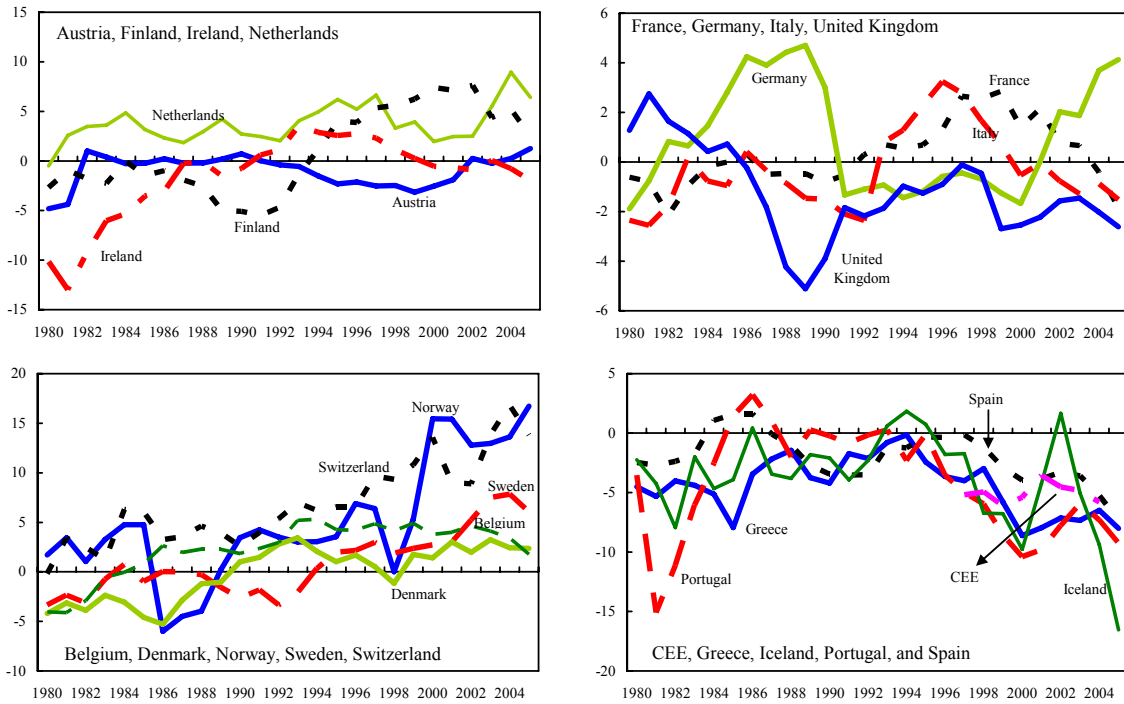 Austria, Finland, Ireland, Netherlands
15
10
5
0
-5
-10
-15
Netherlands
Austria
Finland
Ireland
1980 1982 1984 1986 1988 1990 1992 1994 1996 1998 2000 2002 2004
France, Germany, Italy, United Kingdom
6
4
2
0
-2
-4
-6
Germany
France
Italy
United
Kingdom
1980 1982 1984 1986 1988 1990 1992 1994 1996 1998 2000 2002 2004
20
15
10
5
0
-5
-10
Norway
Switzerland
Sweden
Belgium
Denmark
Belgium, Denmark, Norway, Sweden, Switzerland
1980 1982 1984 1986 1988 1990 1992 1994 1996 1998 2000 2002 2004
5
0
-5
-10
-15
-20
Spain
Greece
Portugal
CEE
Iceland
CEE, Greece, Iceland, Portugal, and Spain
1980 1982 1984 1986 1988 1990 1992 1994 1996 1998 2000 2002 2004